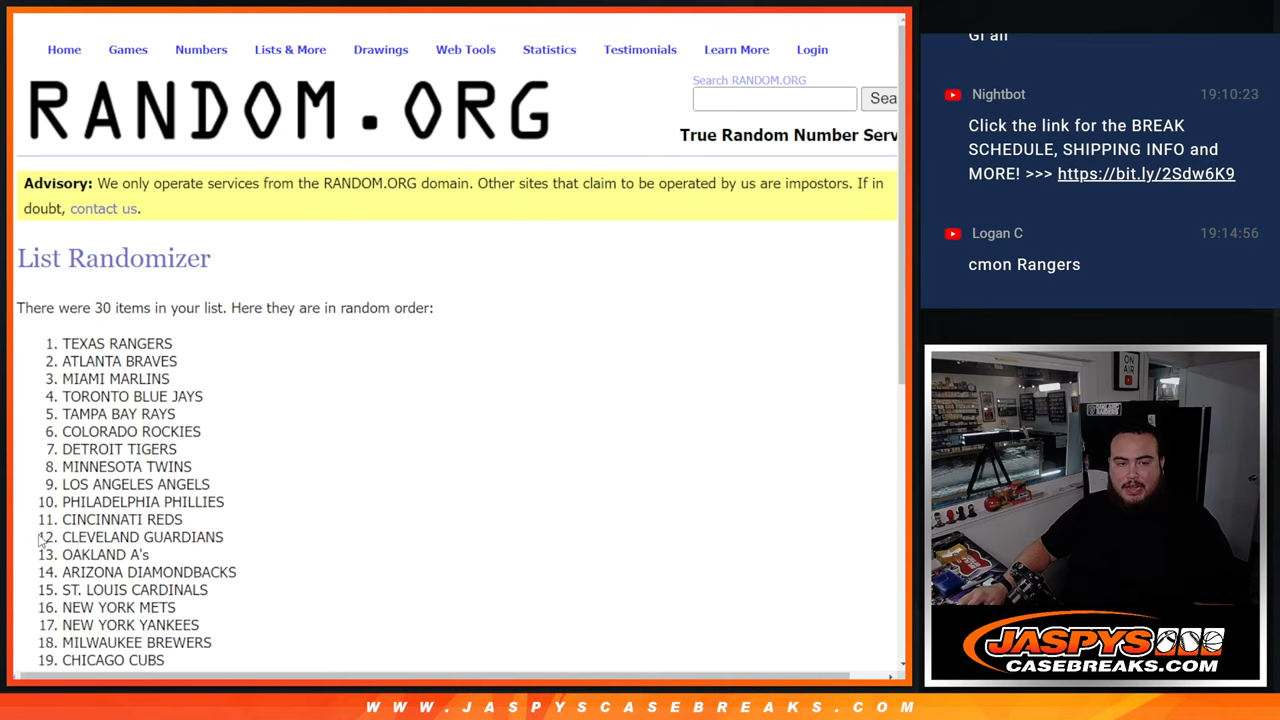 Home Games Numbers Lists & More Drawings Web Tools Statistics Testimonials Learn More Login
RANDOM.ORG
Search RANDOM.ORG
Sea
True Random Number Serv
Advisory: We only operate services from the RANDOM.ORG domain. Other sites that claim to be operated by us are impostors. If in
doubt, contact us.
List Randomizer
There were 30 items in your list. Here they are in random order:
1. TEXAS RANGERS
2. ATLANTA BRAVES
3. MIAMI MARLINS
4. TORONTO BLUE JAYS
5. TAMPA BAY RAYS
6. COLORADO ROCKIES
7. DETROIT TIGERS
8. MINNESOTA TWINS
9. LOS ANGELES ANGELS
10. PHILADELPHIA PHILLIES
11. CINCINNATI REDS
12. CLEVELAND GUARDIANS
13. OAKLAND A's
14. ARIZONA DIAMONDBACKS
15. ST. LOUIS CARDINALS
16. NEW YORK METS
17. NEW YORK YANKEES
18. MILWAUKEE BREWERS
19. CHICAGO CUBS
Nightbot 19:10:23
Click the link for the BREAK
SCHEDULE, SHIPPING INFO and
MORE! >>> https://bit.ly/2Sdw6K9
Logan C 19:14:56
cmon Rangers
ON
AIR
JASPYS
CASEBREAKS.COM
WWW.JASPYSCASEBREAKS.COM